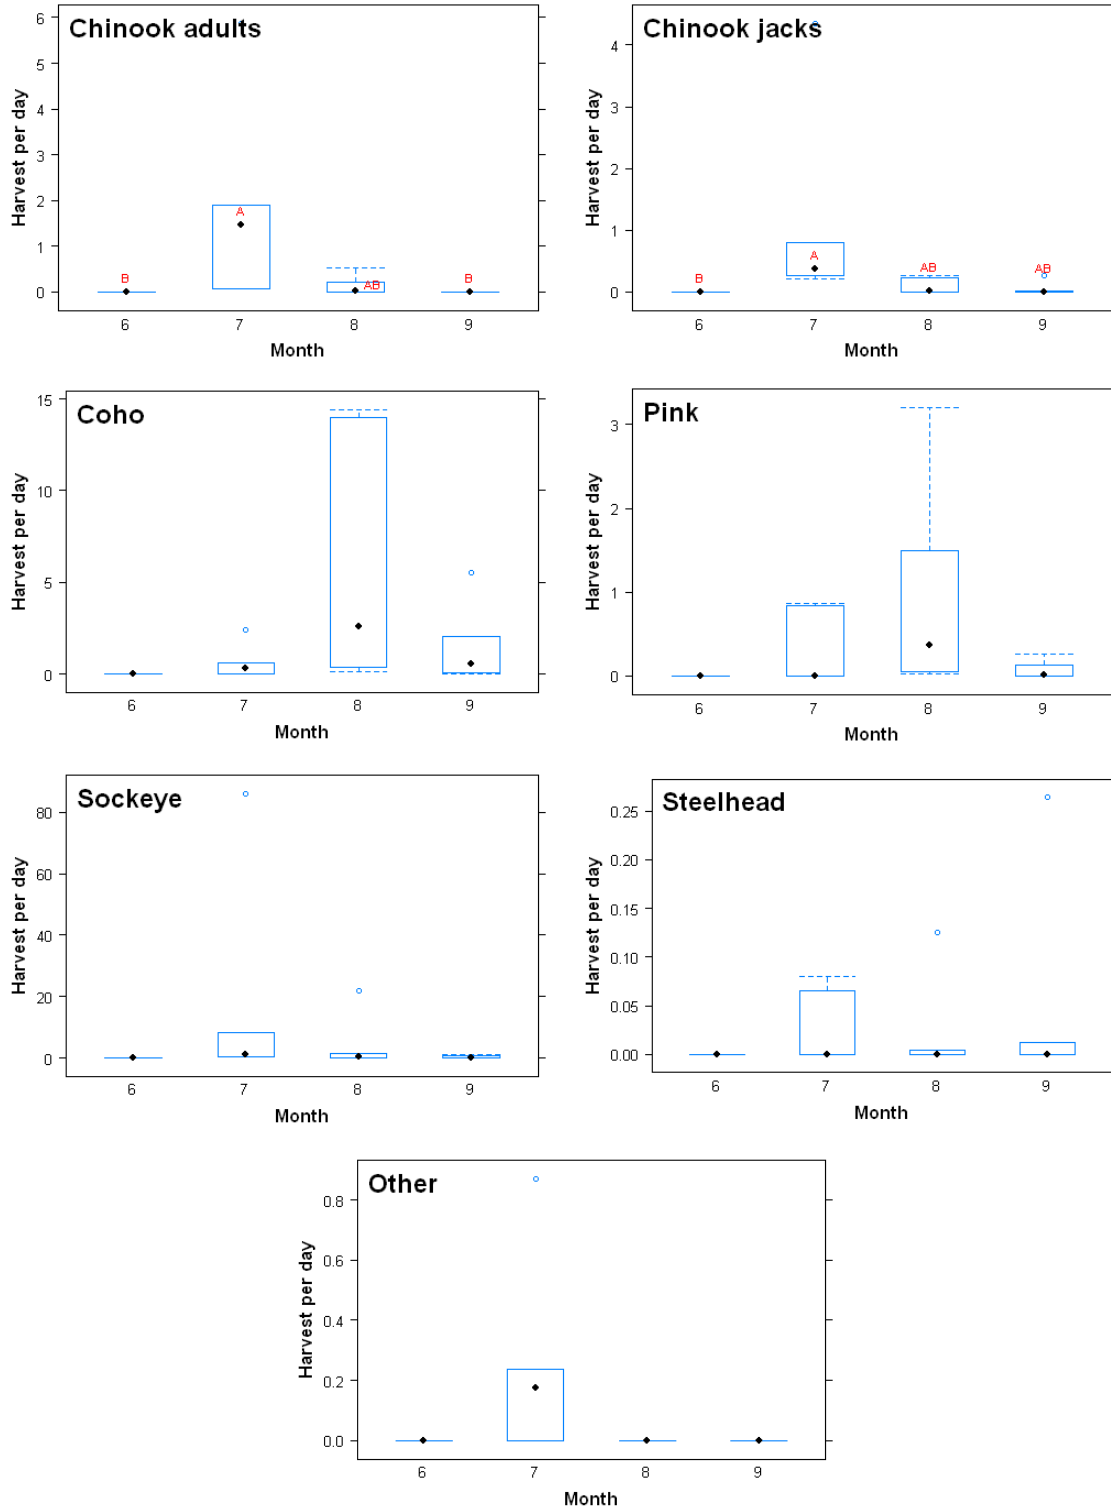 Chinook adults
6
5
4
3
2
1
0
Harvest per day
A
B
AB
B
6 7 8 9
Month
Chinook jacks
4
3
2
1
0
Harvest per day
A
B
AB
AB
6 7 8 9
Month
Coho
15
10
5
0
Harvest per day
6 7 8 9
Month
Pink
3
2
1
0
Harvest per day
6 7 8 9
Month
Sockeye
80
60
40
20
0
Harvest per day
6 7 8 9
Month
Steelhead
0.25
0.20
0.15
0.10
0.05
0.00
Harvest per day
6 7 8 9
Month
Other
0.8
0.6
0.4
0.2
0.0
Harvest per day
6 7 8 9
Month